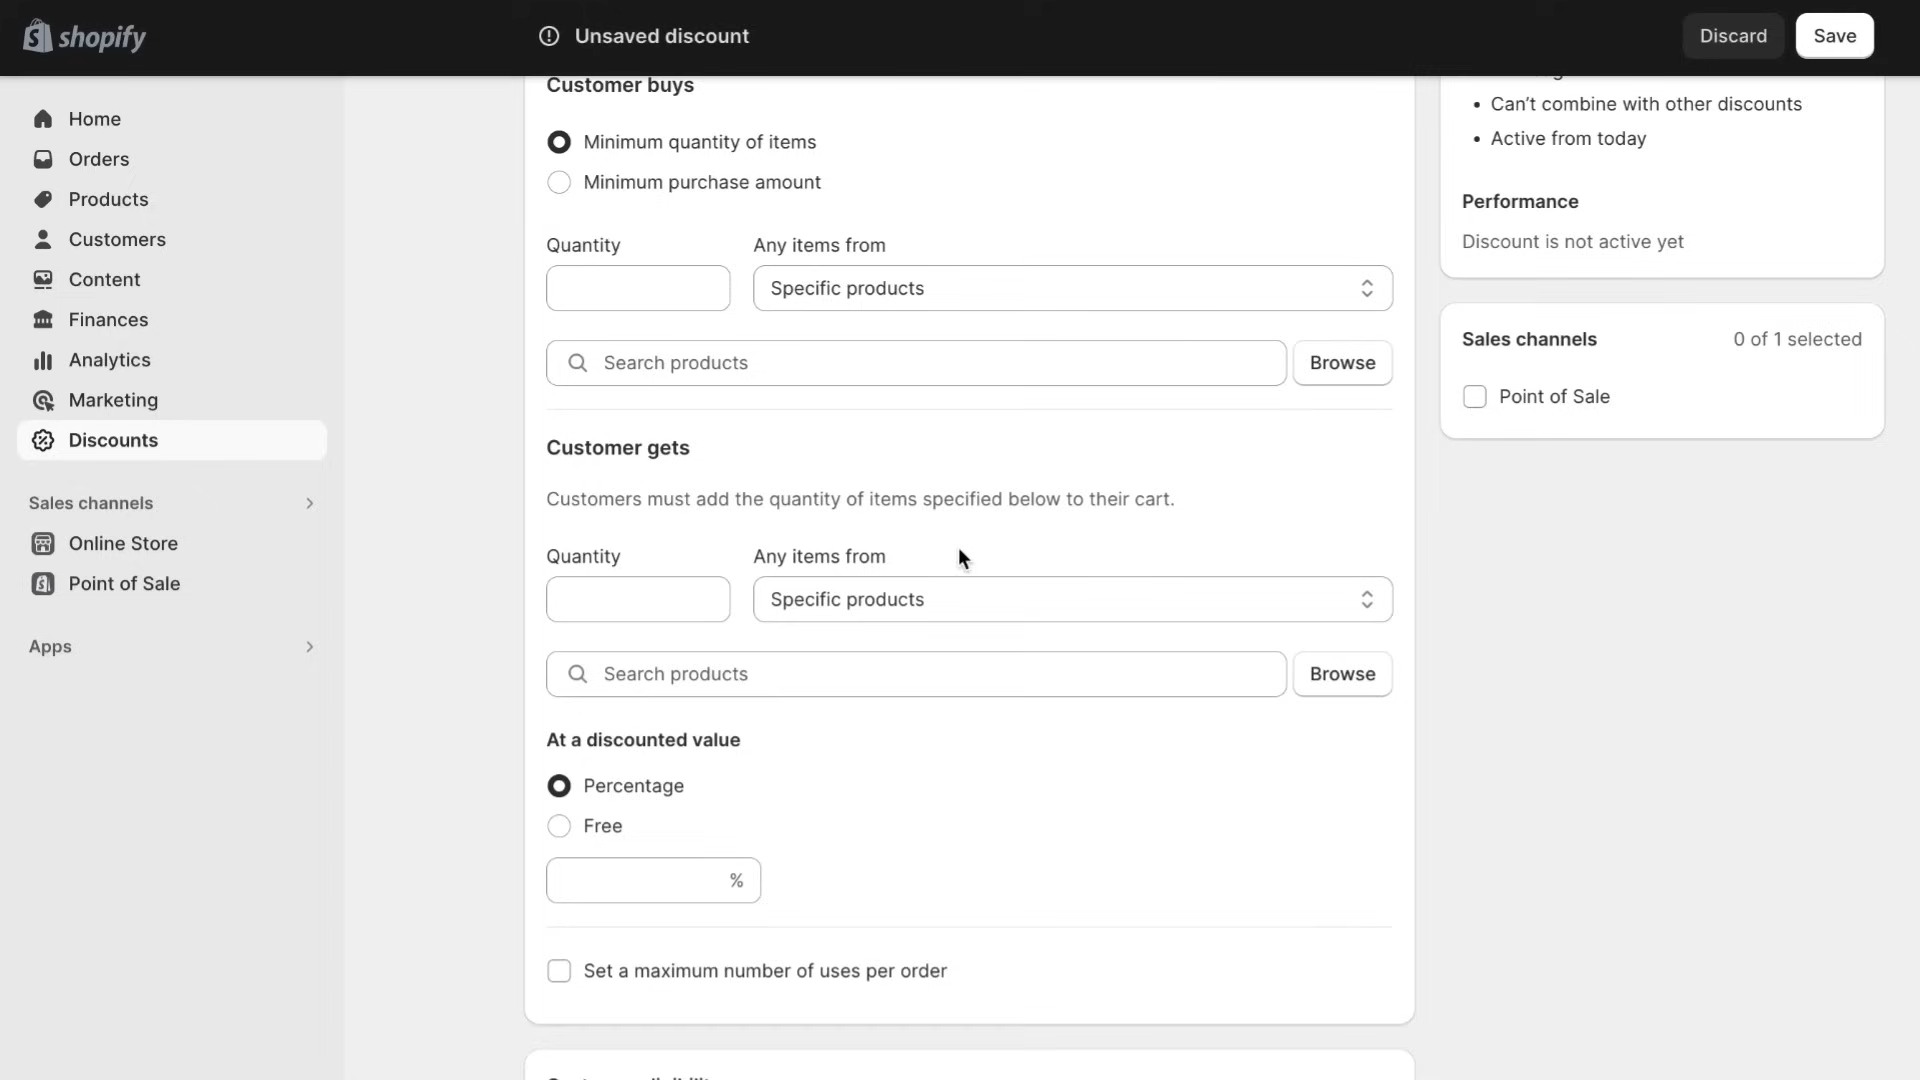 shopify
Unsaved discount
Discard
Save
Home
Orders
Products
Customers
Content
Finances
Analytics
Marketing
Discounts
Sales channels
Online Store
Point of Sale
Apps
Customer buys
Minimum quantity of items
Minimum purchase amount
Quantity
Any items from
Specific products
Search products
Browse
Customer gets
Customers must add the quantity of items specified below to their cart.
Quantity
Any items from
Specific products
Search products
Browse
At a discounted value
Percentage
Free
%
Set a maximum number of uses per order
Can’t combine with other discounts
Active from today
Performance
Discount is not active yet
Sales channels
0 of 1 selected
Point of Sale